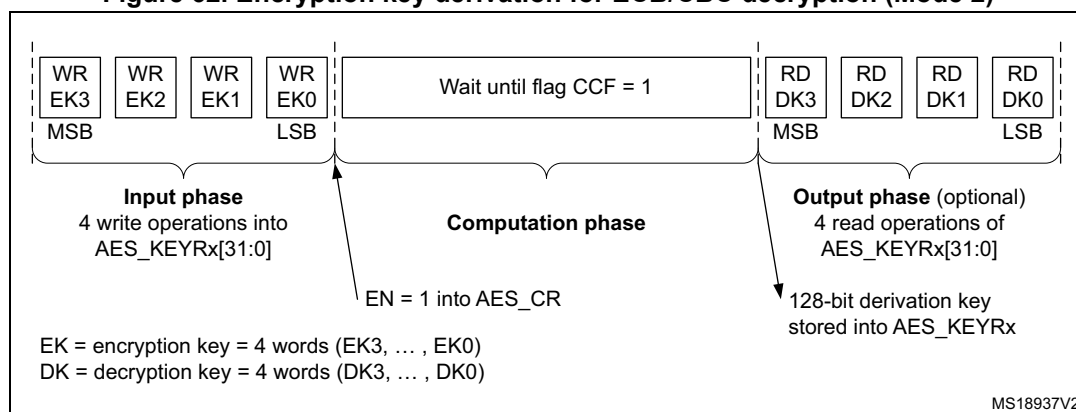 Figure 62. Encryption key derivation for ECB/CBC decryption (Mode 2)
WR EK3 WR EK2 WR EK1 WR EK0
Wait until flag CCF = 1
RD DK3 RD DK2 RD DK1 RD DK0
MSB LSB MSB LSB
Input phase
4 write operations into
AES_KEYRx[31:0]
Computation phase
Output phase (optional)
4 read operations of
AES_KEYRx[31:0]
EN = 1 into AES_CR
128-bit derivation key
stored into AES_KEYRx
EK = encryption key = 4 words (EK3, … , EK0)
DK = decryption key = 4 words (DK3, … , DK0)
MS18937V2